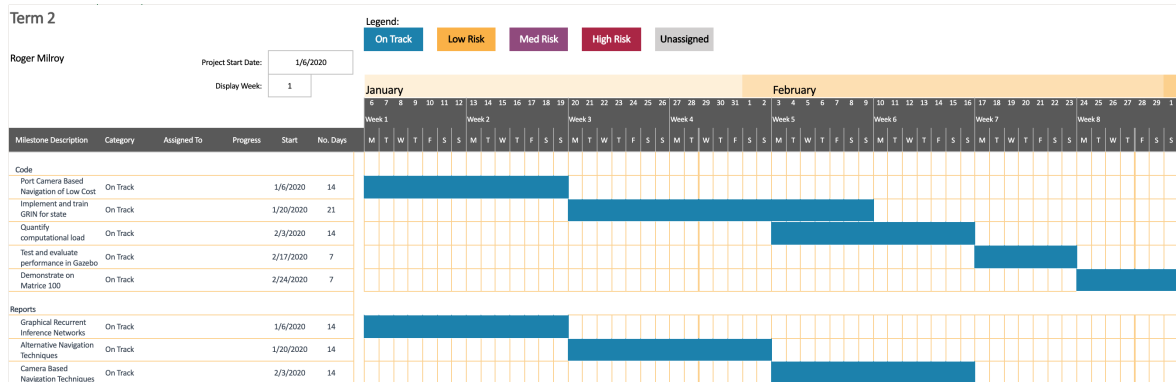 Term 2
Legend:
On Track Low Risk Med Risk High Risk Unassigned
Roger Milroy
Project Start Date: 1/6/2020
Display Week: 1
January February
6 7 8 9 10 11 12 13 14 15 16 17 18 19 20 21 22 23 24 25 26 27 28 29 30 31 1 2 3 4 5 6 7 8 9 10 11 12 13 14 15 16 17 18 19 20 21 22 23 24 25 26 27 28 29 1
Week 1 Week 2 Week 3 Week 4 Week 5 Week 6 Week 7 Week 8
Milestone Description Category Assigned To Progress Start No. Days M T W T F S S M T W T F S S M T W T F S S M T W T F S S M T W T F S S M T W T F S S M T W T F S S M T W T F S S
Code
Port Camera Based
Navigation of Low Cost On Track 1/6/2020 14
Implement and train
GRIN for state On Track 1/20/2020 21
Quantify
computational load On Track 2/3/2020 14
Test and evaluate
performance in Gazebo On Track 2/17/2020 7
Demonstrate on
Matrice 100 On Track 2/24/2020 7
Reports
Graphical Recurrent
Inference Networks On Track 1/6/2020 14
Alternative Navigation
Techniques On Track 1/20/2020 14
Camera Based
Navigation Techniques On Track 2/3/2020 14